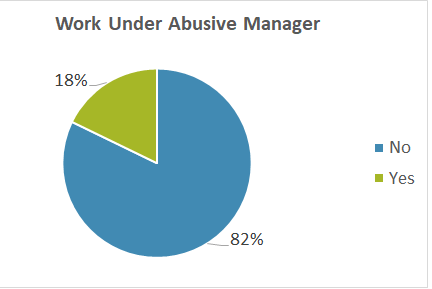 Work Under Abusive Manager
18%
No
Yes
82%